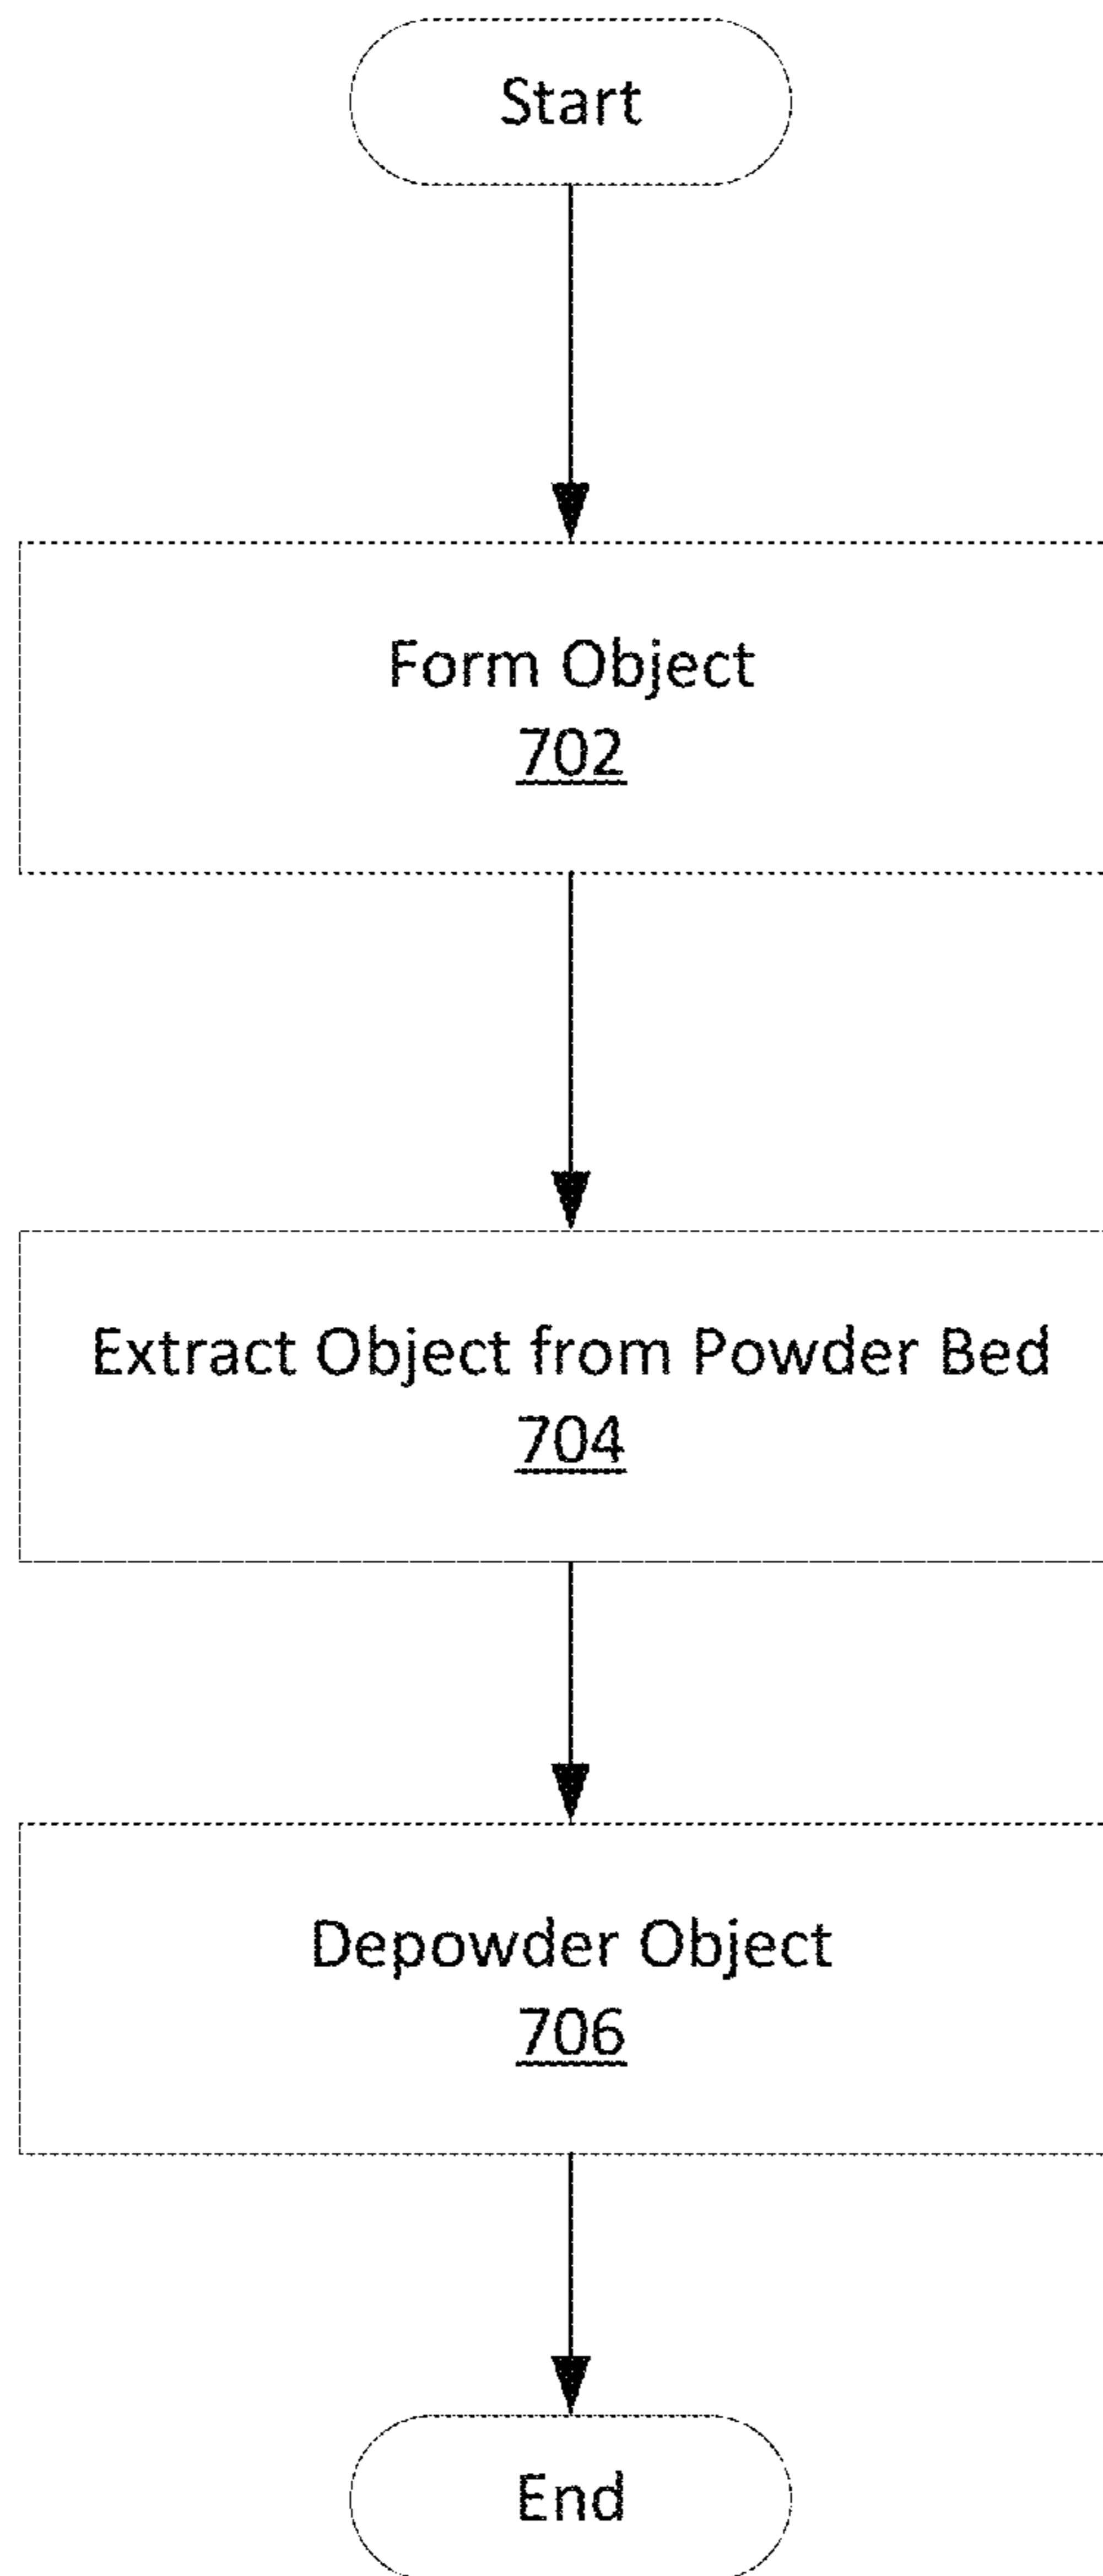 Start
Form Object
702
Extract Object from Powder Bed
704
Depowder Object
706
End